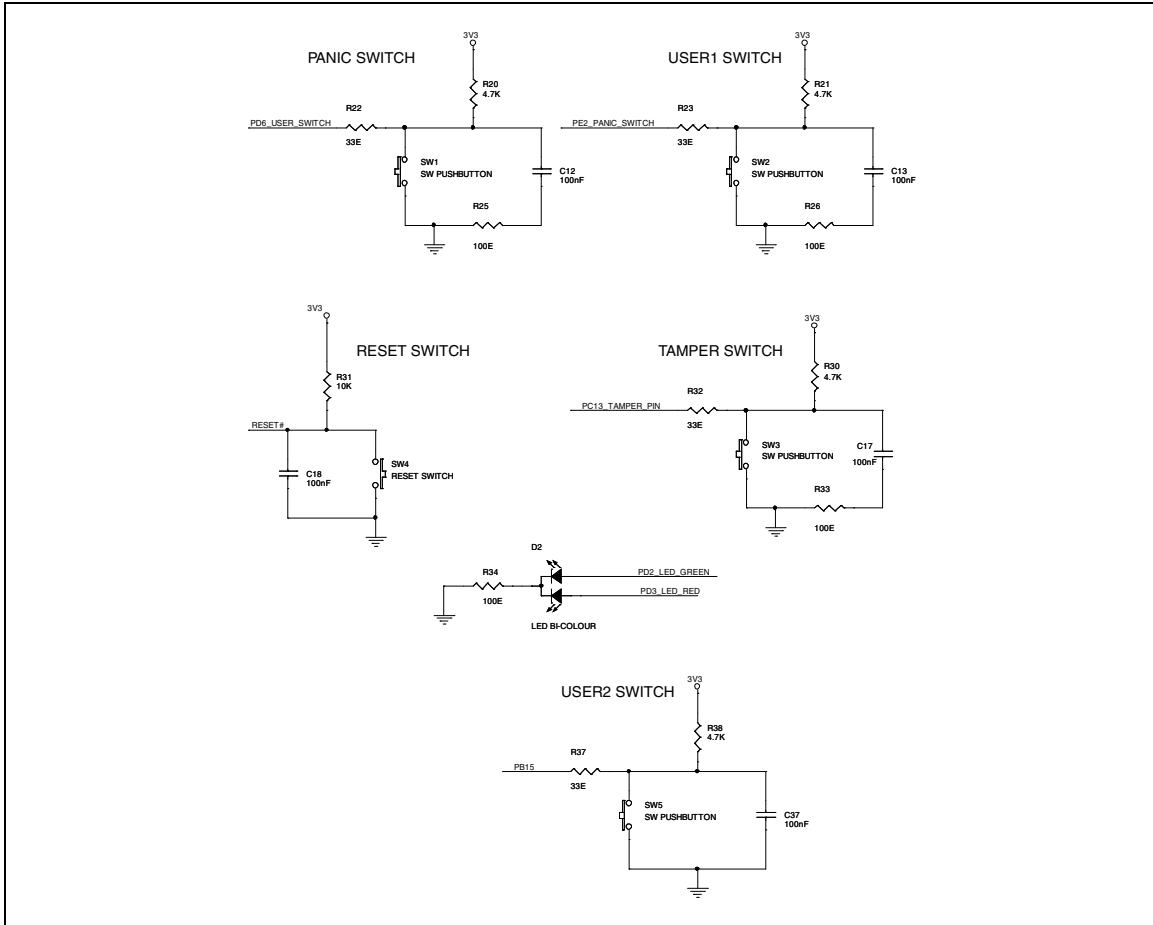 PANIC SWITCH
3V3
R20
4.7K
R22
PD6_USER_SWITCH
33E
SW1
SW PUSHBUTTON
C12
100nF
R25
100E
USER1 SWITCH
3V3
R21
4.7K
R23
PE2_PANIC_SWITCH
33E
SW2
SW PUSHBUTTON
C13
100nF
R26
100E
RESET SWITCH
3V3
R31
10K
RESET#
C18
100nF
SW4
RESET SWITCH
TAMPER SWITCH
3V3
R30
4.7K
R32
PC13_TAMPER_PIN
33E
SW3
SW PUSHBUTTON
C17
100nF
R33
100E
D2
R34
100E
PD2_LED_GREEN
PD3_LED_RED
LED BI-COLOUR
USER2 SWITCH
3V3
R38
4.7K
R37
PB15
33E
SW5
SW PUSHBUTTON
C37
100nF